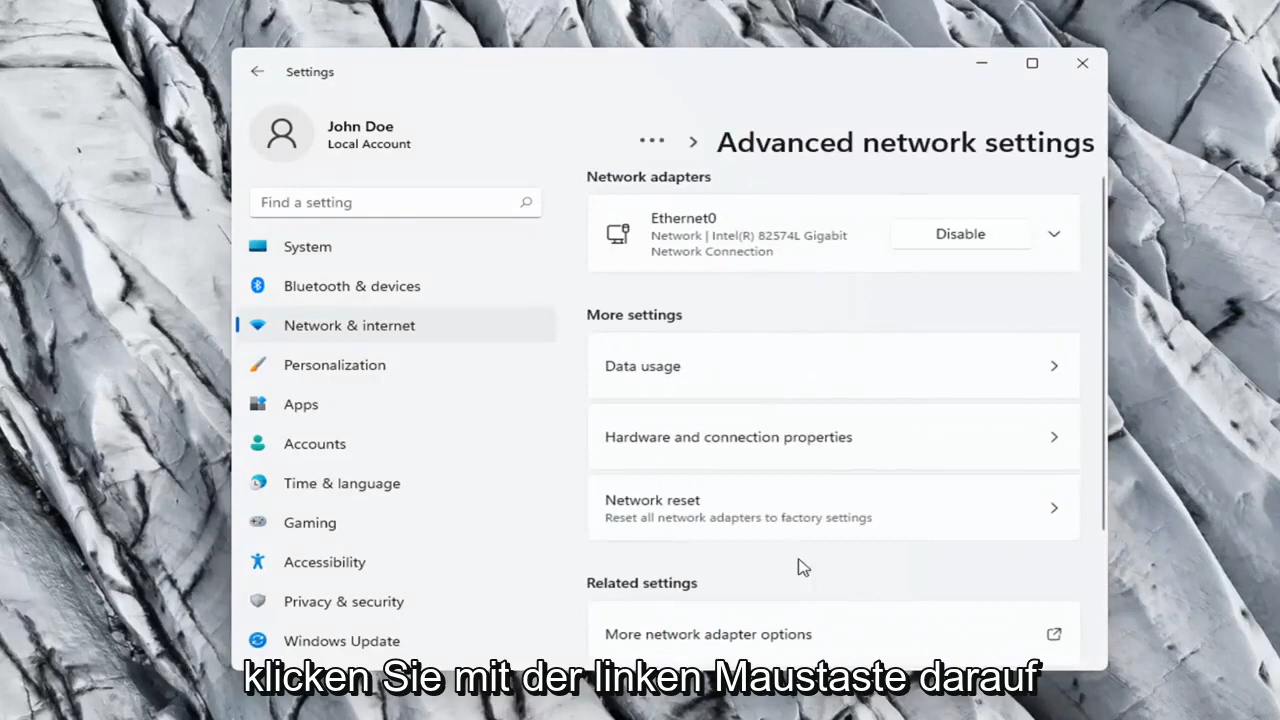 Settings
John Doe
Local Account
Find a setting
System
Bluetooth & devices
Network & internet
Personalization
Apps
Accounts
Time & language
Gaming
Accessibility
Privacy & security
Windows Update
Advanced network settings
Network adapters
Ethernet0
Network | Intel(R) 82574L Gigabit
Network Connection
Disable
More settings
Data usage
Hardware and connection properties
Network reset
Reset all network adapters to factory settings
Related settings
More network adapter options
klicken Sie mit der linken Maustaste darauf